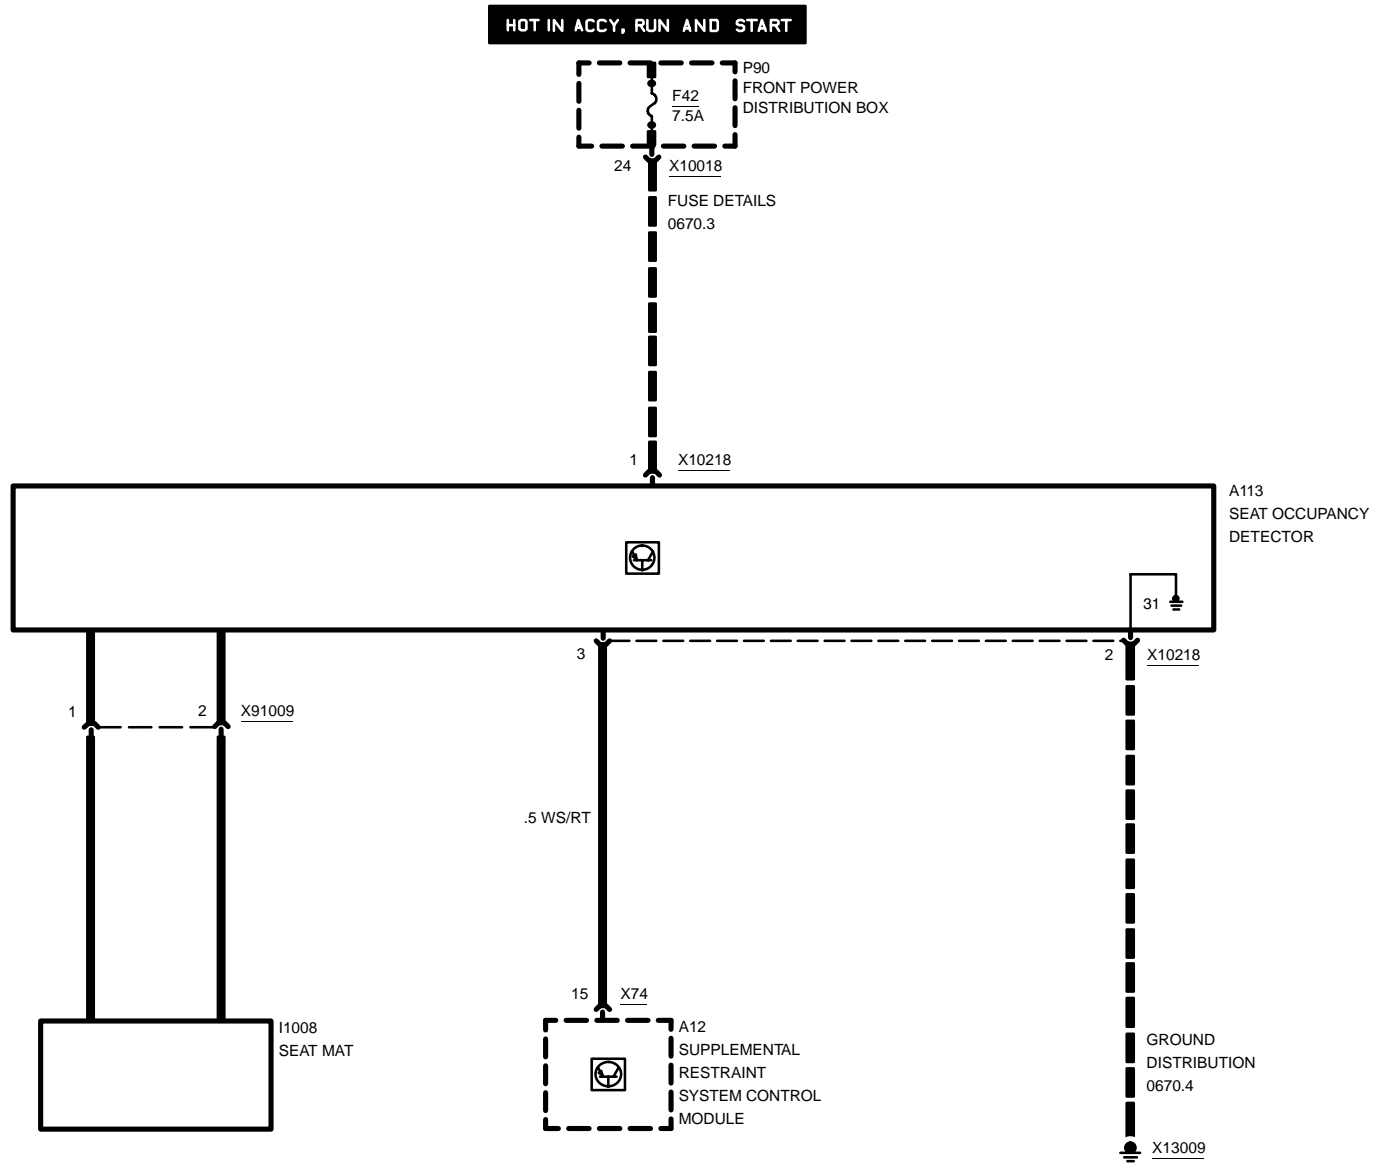 HOT IN ACCY, RUN AND START
P90
FRONT POWER
DISTRIBUTION BOX
F42
7.5A
24 X10018
FUSE DETAILS
0670.3
1 X10218
A113
SEAT OCCUPANCY
DETECTOR
31
3
2 X10218
1
2 X91009
.5 WS/RT
15 X74
I1008
SEAT MAT
A12
SUPPLEMENTAL
RESTRAINT
SYSTEM CONTROL
MODULE
GROUND
DISTRIBUTION
0670.4
X13009